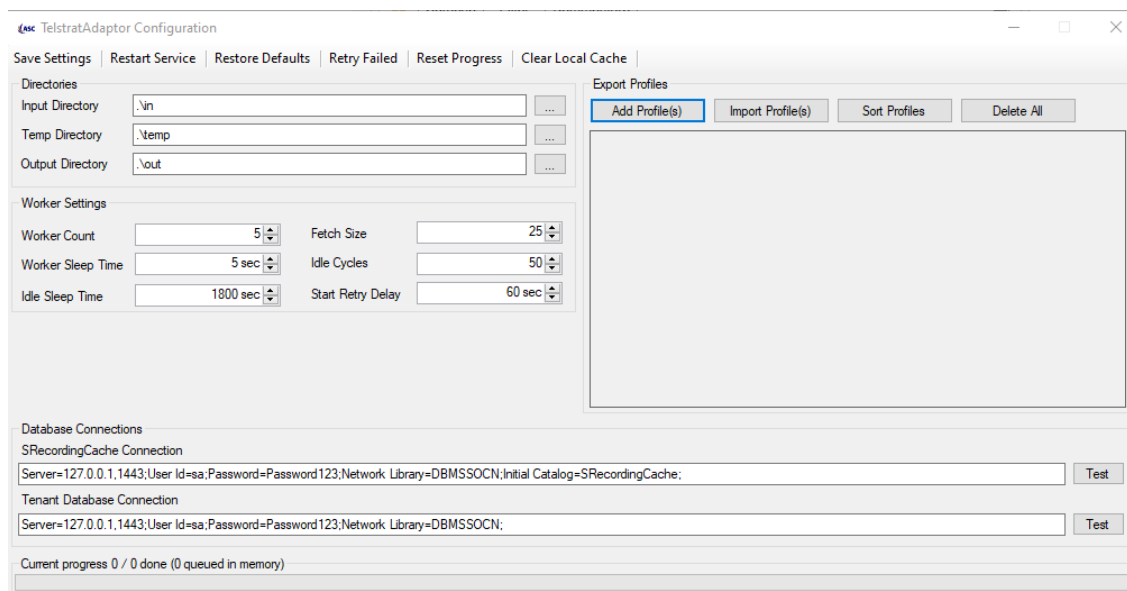 ASC TelstratAdaptor Configuration
Save Settings Restart Service Restore Defaults Retry Failed Reset Progress Clear Local Cache
Directories
Input Directory .\in ...
Temp Directory .\temp ...
Output Directory .\out ...
Worker Settings
Worker Count 5 Fetch Size 25
Worker Sleep Time 5 sec Idle Cycles 50
Idle Sleep Time 1800 sec Start Retry Delay 60 sec
Export Profiles
Add Profile(s) Import Profile(s) Sort Profiles Delete All
Database Connections
SRecordingCache Connection
Server=127.0.0.1,1443;User Id=sa;Password=Password123;Network Library=DBMSSOCN;Initial Catalog=SRecordingCache; Test
Tenant Database Connection
Server=127.0.0.1,1443;User Id=sa;Password=Password123;Network Library=DBMSSOCN; Test
Current progress 0 / 0 done (0 queued in memory)